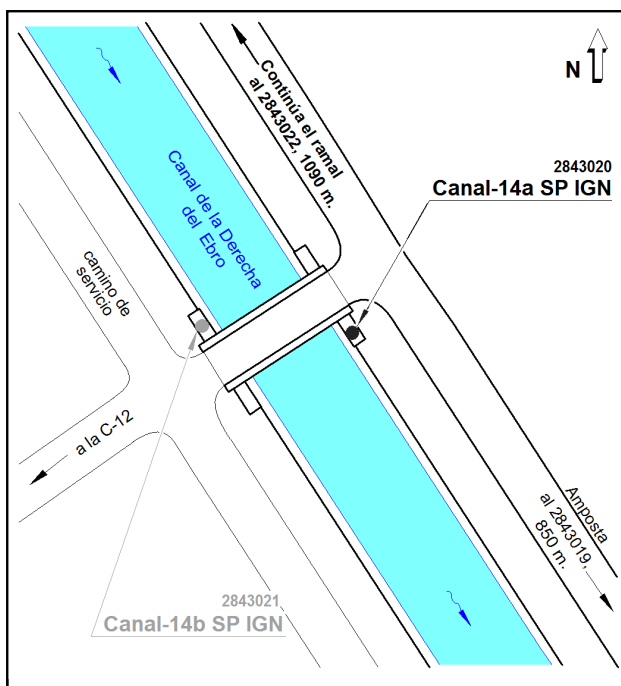 Continúa el ramal
al 2843022, 1090 m.
N
2843020
Canal-14a SP IGN
Canal de la Derecha
del Ebro
camino de
servicio
a la C-12
Amposta
al 2843019,
850 m.
2843021
Canal-14b SP IGN